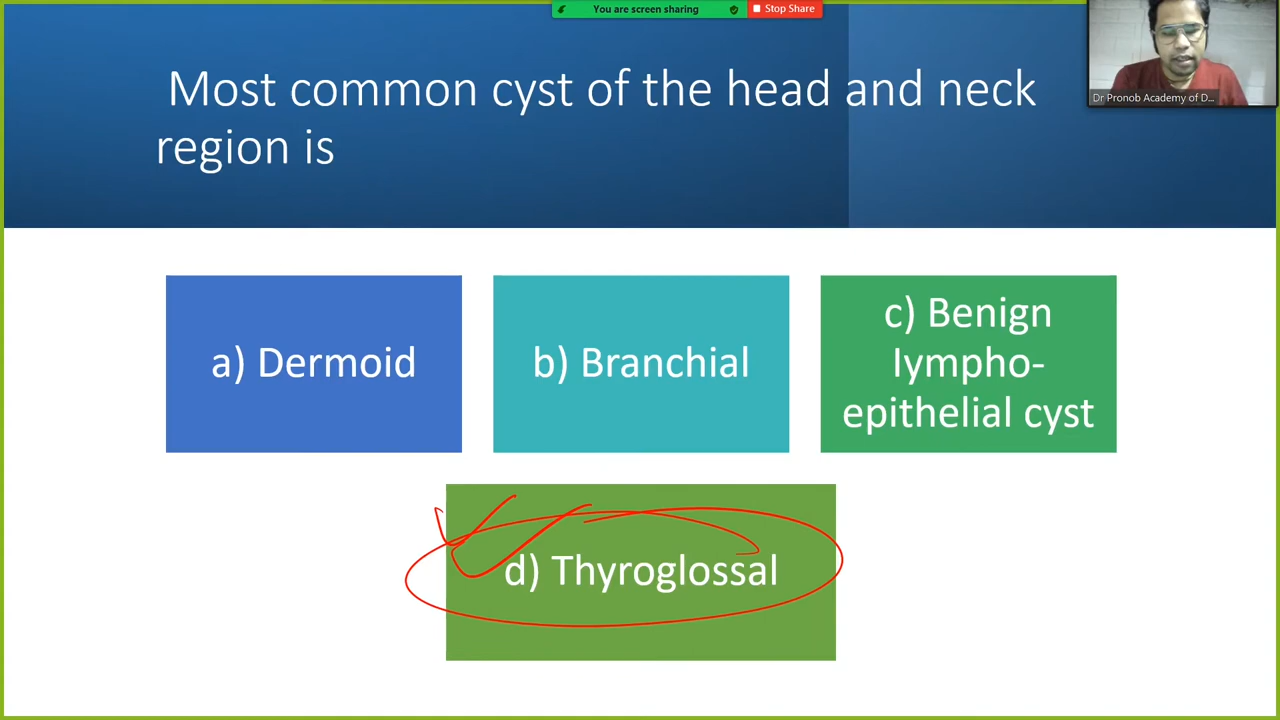 You are screen sharing
Stop Share
Most common cyst of the head and neck
region is
Dr Pronob Academy of D...
a) Dermoid
b) Branchial
c) Benign
lympho-
epithelial cyst
d) Thyroglossal